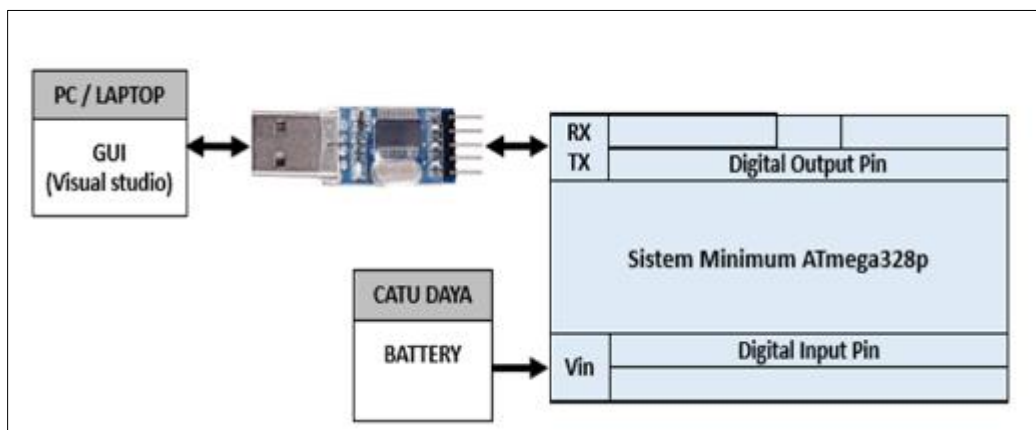 PC / LAPTOP
GUI
(Visual studio)
RX
TX
Digital Output Pin
Sistem Minimum ATmega328p
CATU DAYA
BATTERY
Vin
Digital Input Pin